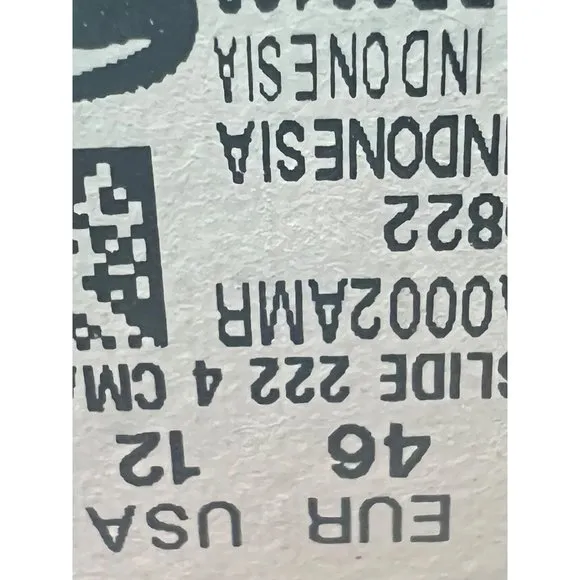 EUR USA
46 12
SLIDE 222 4 CM
0002AMR
822
INDONESIA
INDONESIA